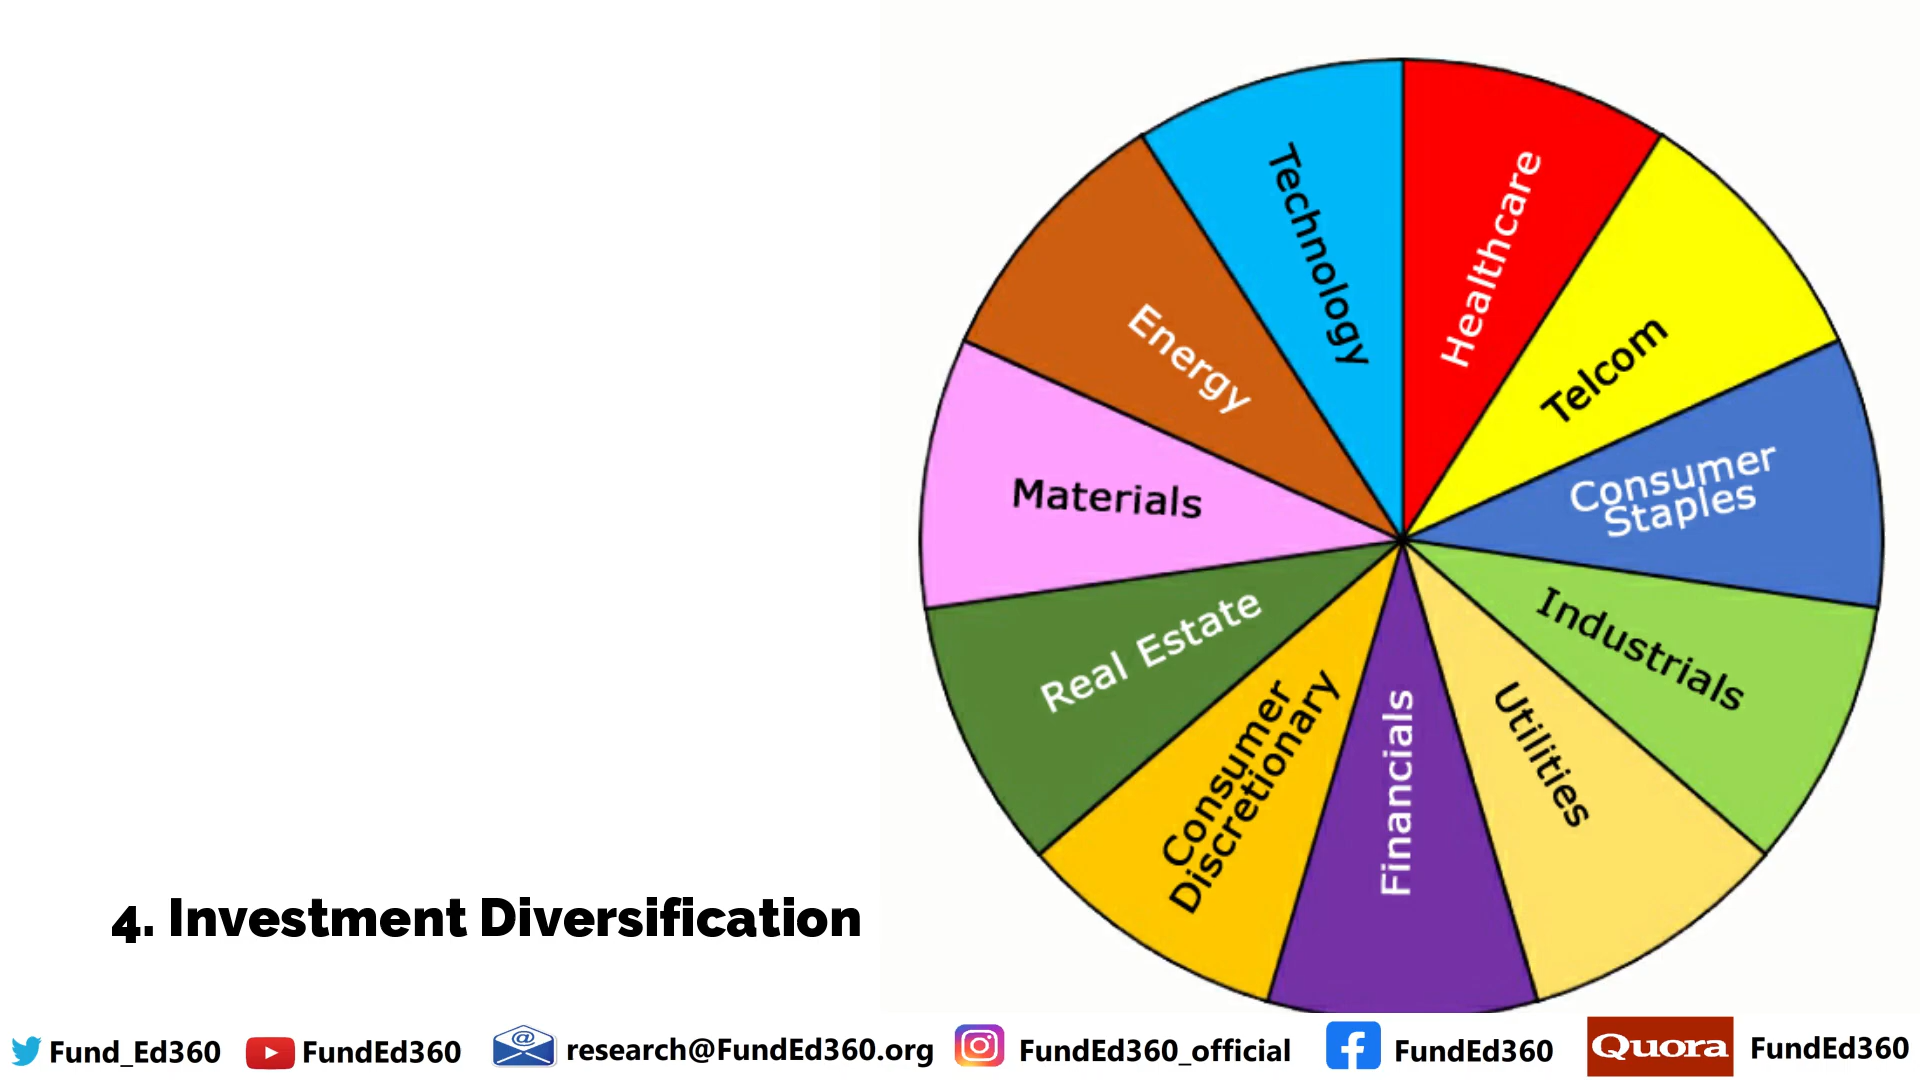 Technology
Healthcare
Energy
Telcom
Materials
Consumer
Staples
Real Estate
Industrials
Consumer
Discretionary
Financials
Utilities
4. Investment Diversification
Fund_Ed360
FundEd360
research@FundEd360.org
FundEd360_official
FundEd360
Quora
FundEd360